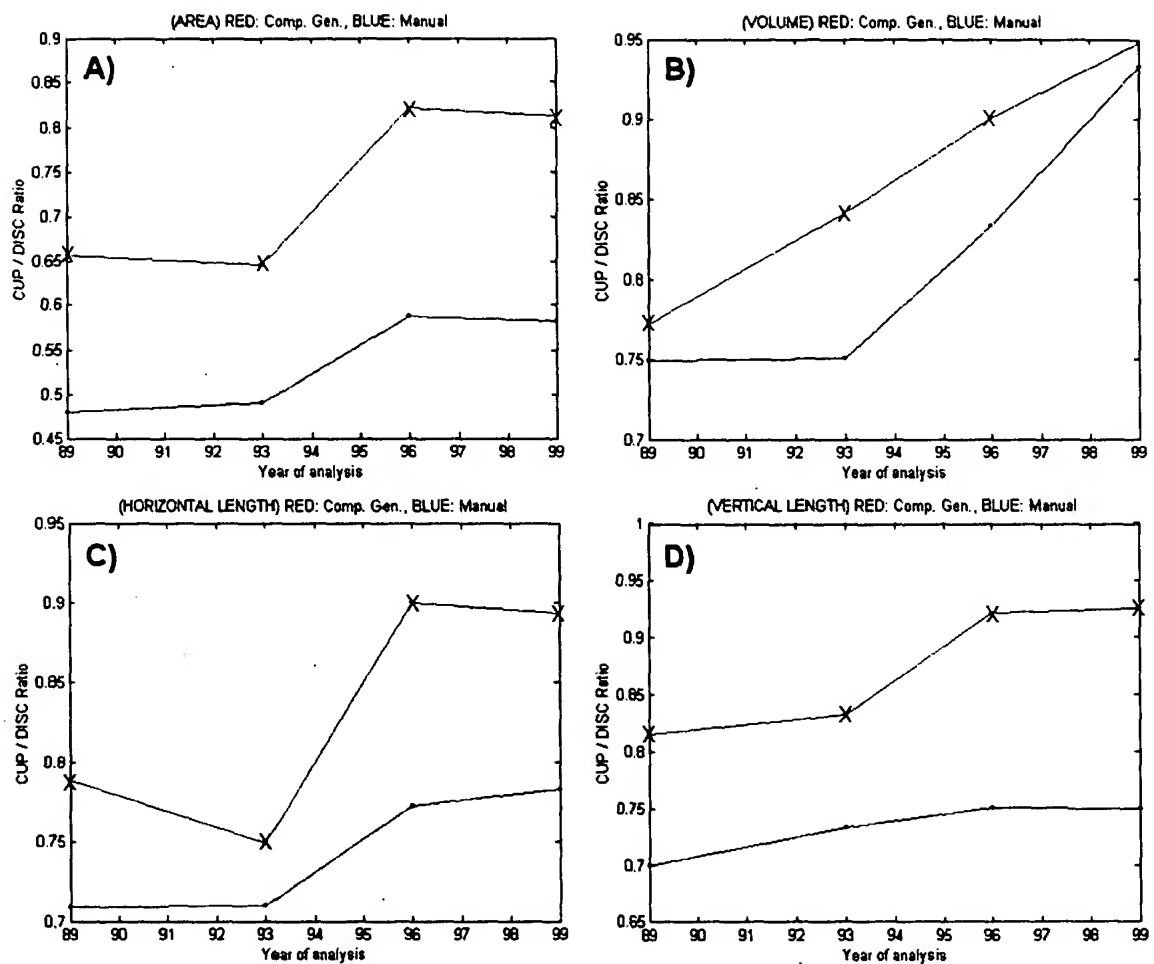 (AREA) RED: Comp. Gen., BLUE: Manual
A)
0.9
0.85
0.8
0.75
0.7
0.65
0.6
0.55
0.5
0.45
CUP / DISC Ratio
89 90 91 92 93 94 95 96 97 98 99
Year of analysis
(VOLUME) RED: Comp. Gen., BLUE: Manual
B)
0.95
0.9
0.85
0.8
0.75
0.7
CUP / DISC Ratio
89 90 91 92 93 94 95 96 97 98 99
Year of analysis
(HORIZONTAL LENGTH) RED: Comp. Gen., BLUE: Manual
C)
0.95
0.9
0.85
0.8
0.75
0.7
CUP / DISC Ratio
89 90 91 92 93 94 95 96 97 98 99
Year of analysis
(VERTICAL LENGTH) RED: Comp. Gen., BLUE: Manual
D)
1
0.95
0.9
0.85
0.8
0.75
0.7
0.65
CUP / DISC Ratio
89 90 91 92 93 94 95 96 97 98 99
Year of analysis